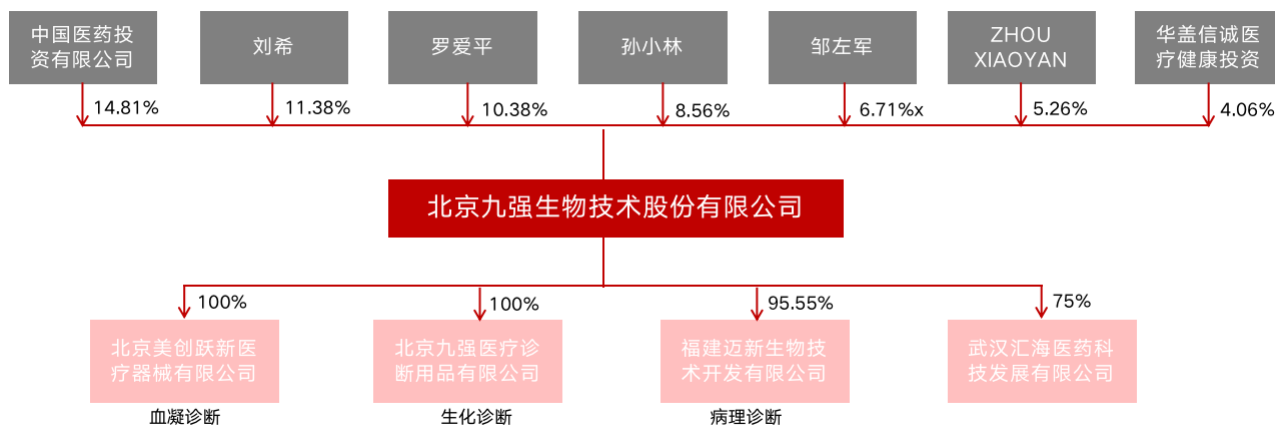 中国医药投
资有限公司
刘希
罗爱平
孙小林
邹左军
ZHOU
XIAOYAN
华盖信诚医
疗健康投资
14.81%
11.38%
10.38%
8.56%
6.71%x
5.26%
4.06%
北京九强生物技术股份有限公司
100%
100%
95.55%
75%
北京美创跃新医
疗器械有限公司
北京九强医疗诊
断用品有限公司
福建迈新生物技
术开发有限公司
武汉汇海医药科
技发展有限公司
血凝诊断
生化诊断
病理诊断